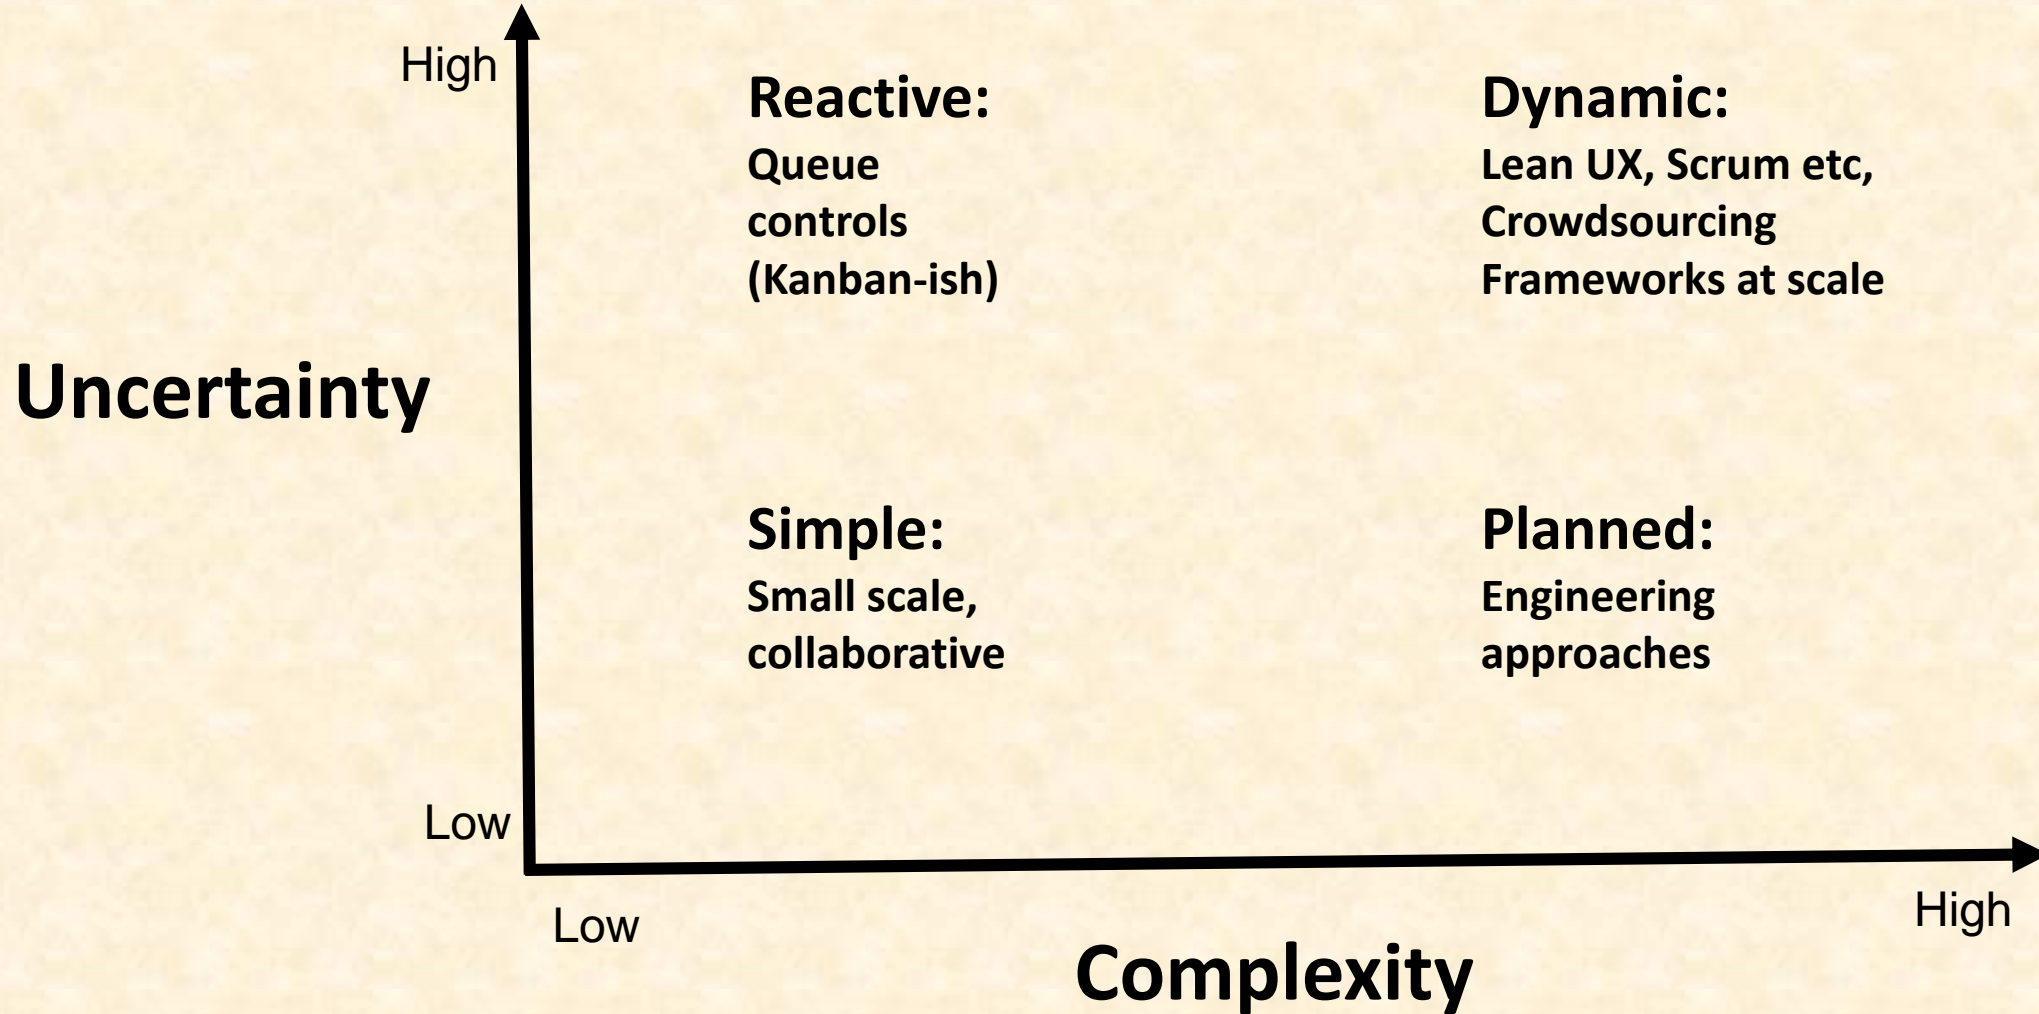 High
Reactive:
Queue
controls
(Kanban-ish)
Dynamic:
Lean UX, Scrum etc,
Crowdsourcing
Frameworks at scale
Uncertainty
Simple:
Small scale,
collaborative
Planned:
Engineering
approaches
Low
Low
High
Complexity